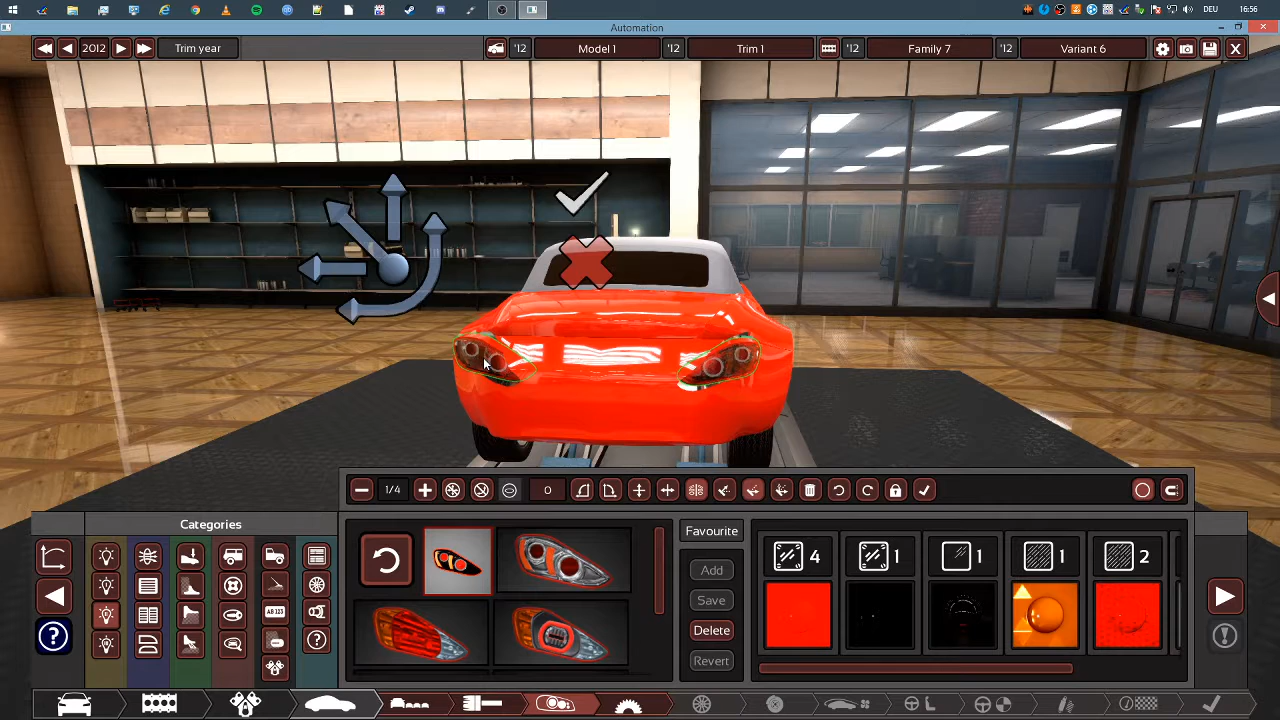 DEU
16:56
Automation
2012
Trim year
'12
Model 1
'12
Trim 1
'12
Family 7
'12
Variant 6
1/4
0
Categories
AB 123
Favourite
Add
Save
Delete
Revert
4
1
1
1
2